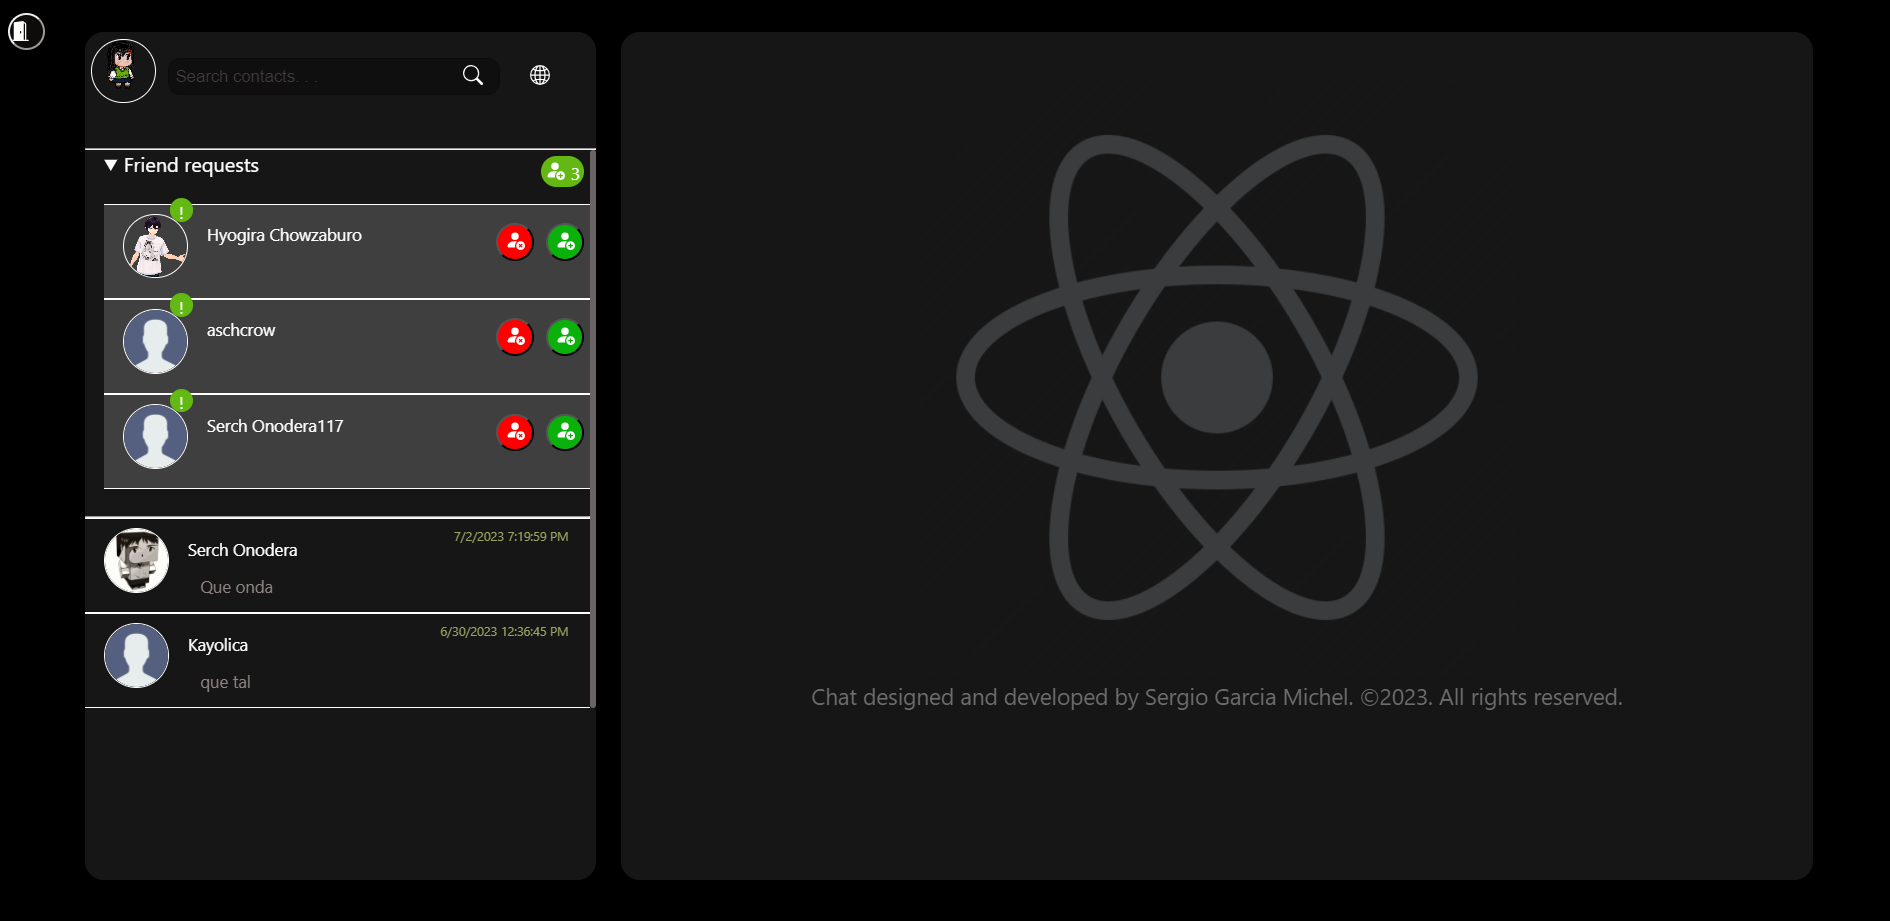 Search contacts. . .
▼ Friend requests
3
!
Hyogira Chowzaburo
!
aschcrow
!
Serch Onodera117
7/2/2023 7:19:59 PM
Serch Onodera
Que onda
6/30/2023 12:36:45 PM
Kayolica
que tal
Chat designed and developed by Sergio Garcia Michel. ©2023. All rights reserved.